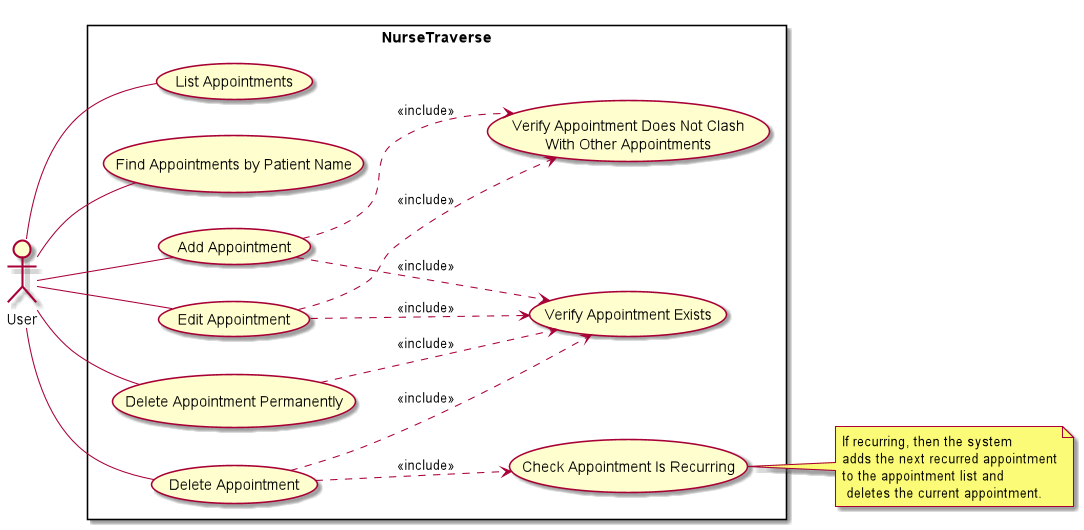 NurseTraverse
List Appointments
Find Appointments by Patient Name
Add Appointment
Edit Appointment
Delete Appointment Permanently
Delete Appointment
User
«include»
«include»
«include»
«include»
«include»
«include»
«include»
Verify Appointment Does Not Clash
With Other Appointments
Verify Appointment Exists
Check Appointment Is Recurring
If recurring, then the system
adds the next recurred appointment
to the appointment list and
deletes the current appointment.